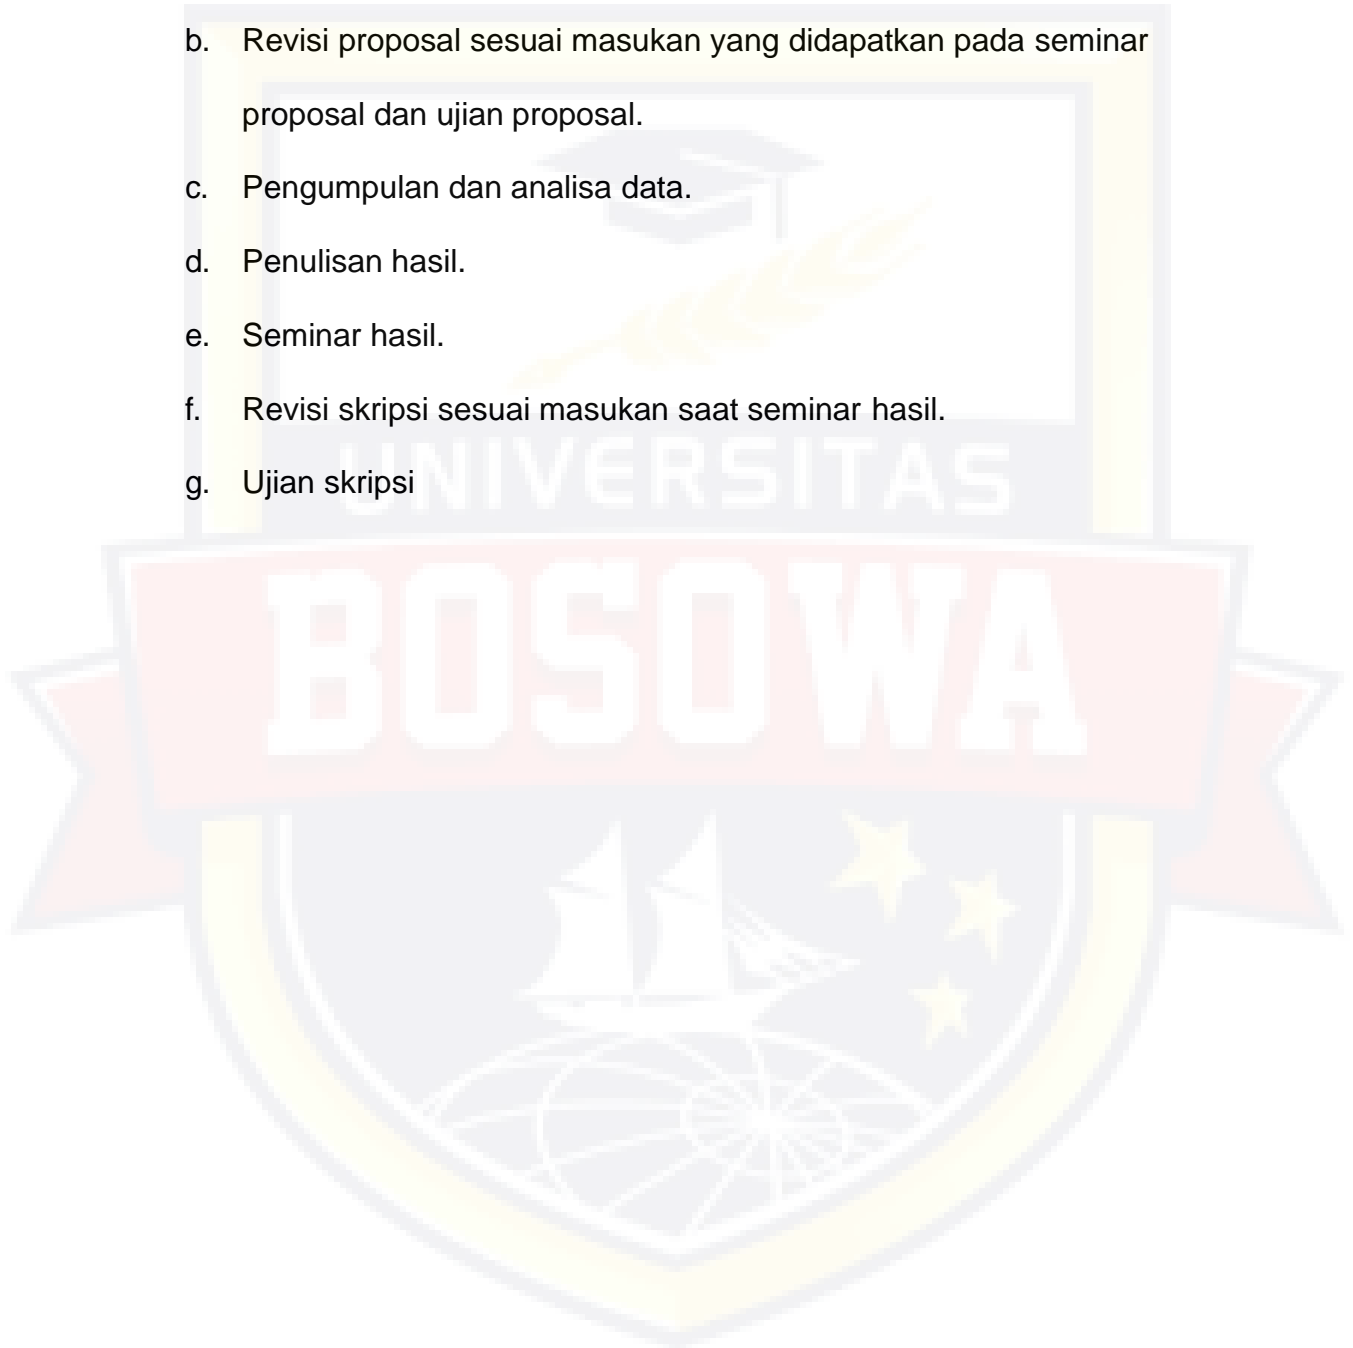 b. Revisi proposal sesuai masukan yang didapatkan pada seminar
proposal dan ujian proposal.
c. Pengumpulan dan analisa data.
d. Penulisan hasil.
e. Seminar hasil.
f. Revisi skripsi sesuai masukan saat seminar hasil.
g. Ujian skripsi
UNIVERSITAS
BOSOWA